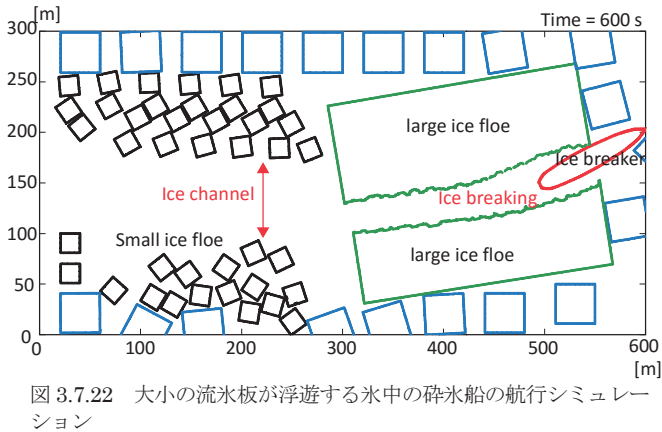 [m]
Time = 600 s
300
250
200
150
100
50
0
large ice floe
Ice breaker
Ice channel
Ice breaking
Small ice floe
large ice floe
0 100 200 300 400 500 600
[m]
図 3.7.22 大小の流氷板が浮遊する氷中の砕氷船の航行シミュレー
ション